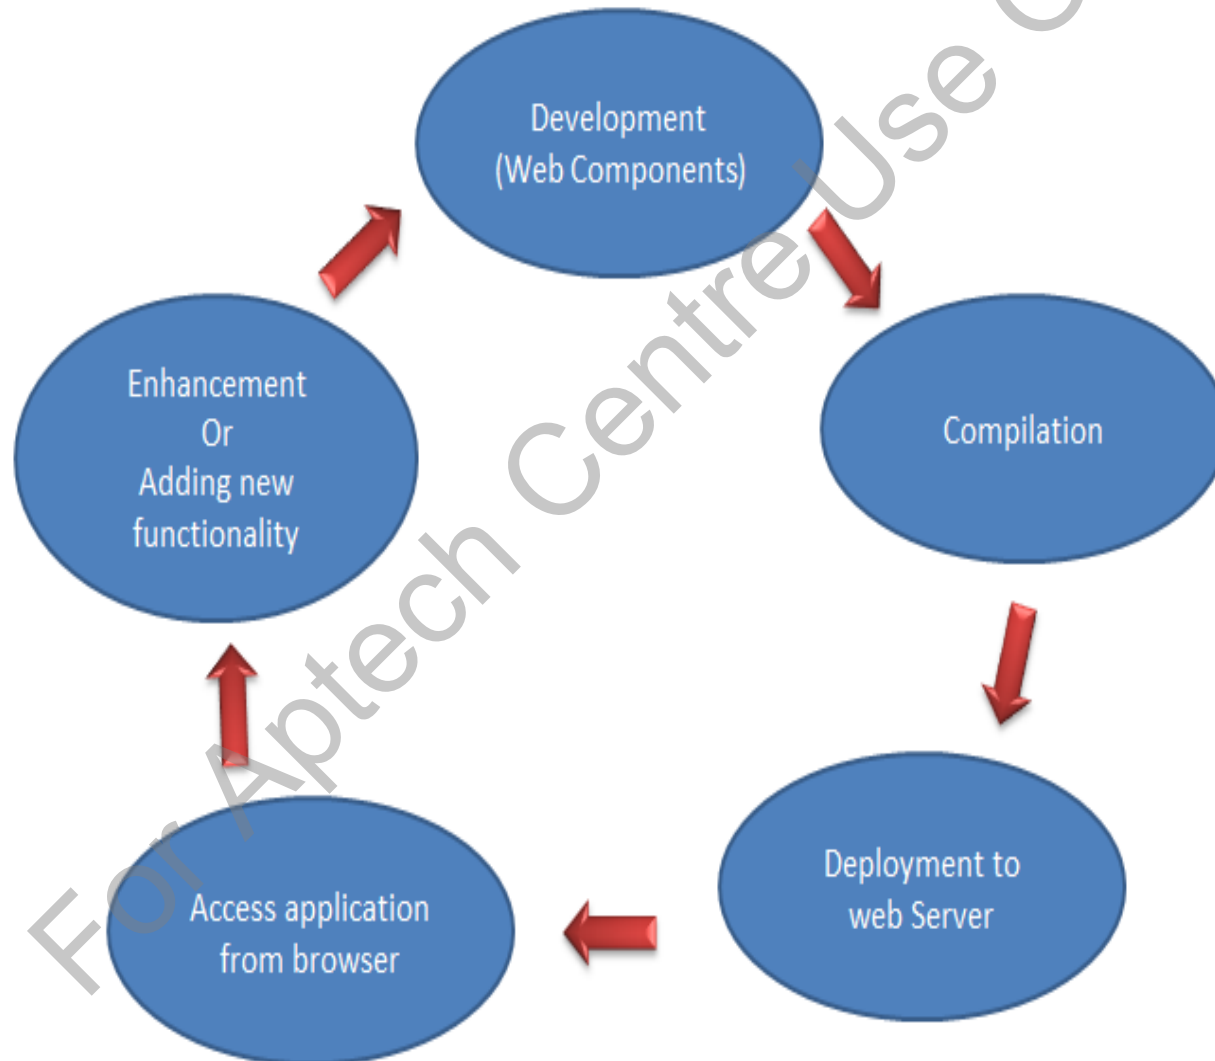 Development
(Web Components)
Compilation
Deployment to
web Server
Access application
from browser
Enhancement
Or
Adding new
functionality
For Aptech Centre Use